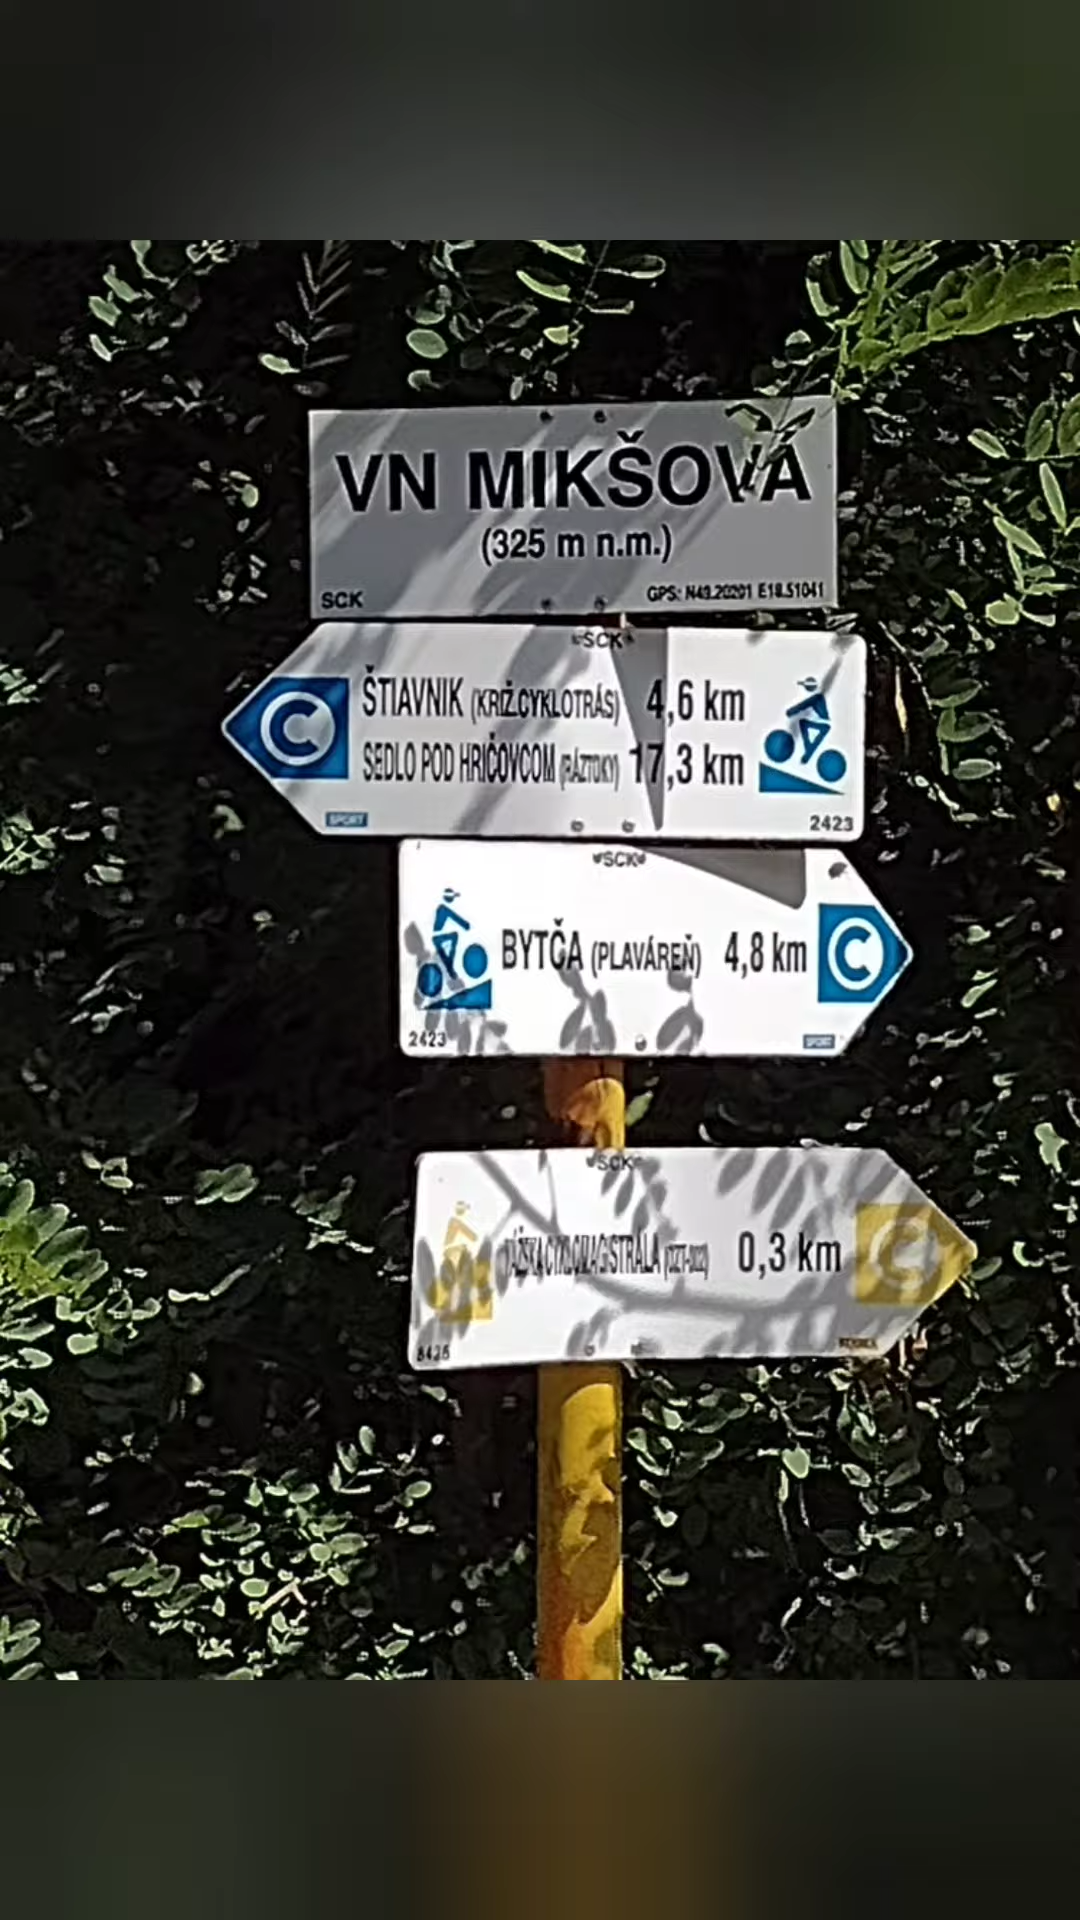 VN MIKŠOVÁ
(325 m n.m.)
SCK GPS: N49.20201 E18.51041
SCK
C ŠTIAVNIK (KRIŽ.CYKLOTRÁS) 4,6 km
SEDLO POD HRIČOVCOM (RÁZTOKY) 17,3 km
SPORT 2423
SCK
BYTČA (PLAVÁREŇ) 4,8 km C
2423 SPORT
SCK
0,3 km C